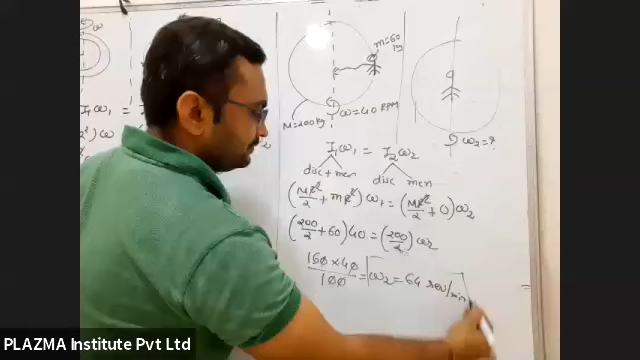 ω
m=60
kg
M=200kg
ω=40 RPM
ω2=?
I1ω1 = I2ω2
disc + men
disc men
(MR²/2 + mR²) ω1 = (MR²/2 + 0) ω2
(200/2 + 60) 40 = (200/2) ω2
160 × 40 / 100 = ω2 = 64 rev/min
PLAZMA Institute Pvt Ltd